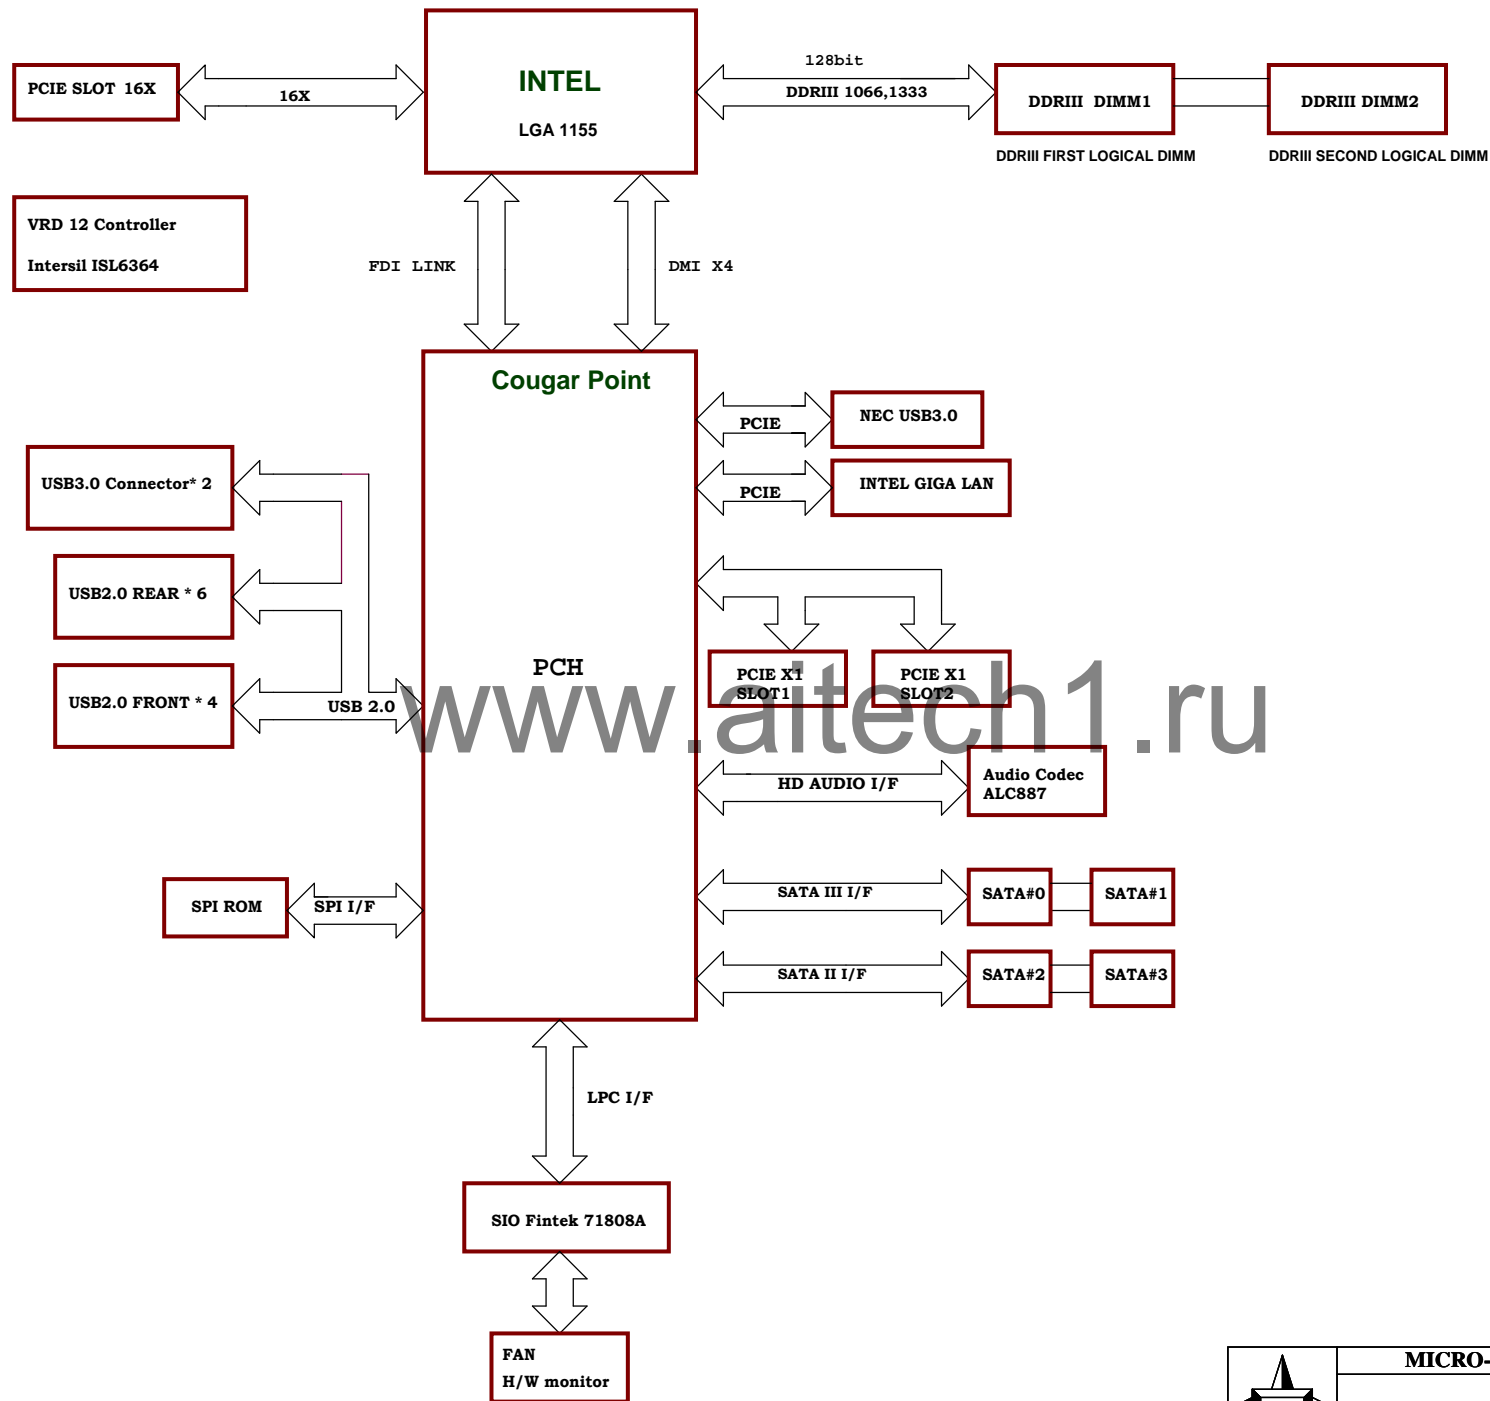 INTEL
LGA 1155
PCIE SLOT 16X
16X
128bit
DDRIII 1066,1333
DDRIII DIMM1
DDRIII DIMM2
DDRIII FIRST LOGICAL DIMM
DDRIII SECOND LOGICAL DIMM
VRD 12 Controller
Intersil ISL6364
FDI LINK
DMI X4
Cougar Point
PCIE
NEC USB3.0
USB3.0 Connector* 2
PCIE
INTEL GIGA LAN
USB2.0 REAR * 6
PCH
PCIE X1
SLOT1
PCIE X1
SLOT2
USB2.0 FRONT * 4
USB 2.0
www.aitech1.ru
HD AUDIO I/F
Audio Codec
ALC887
SPI ROM
SPI I/F
SATA III I/F
SATA#0
SATA#1
SATA II I/F
SATA#2
SATA#3
LPC I/F
SIO Fintek 71808A
FAN
H/W monitor
MICRO-